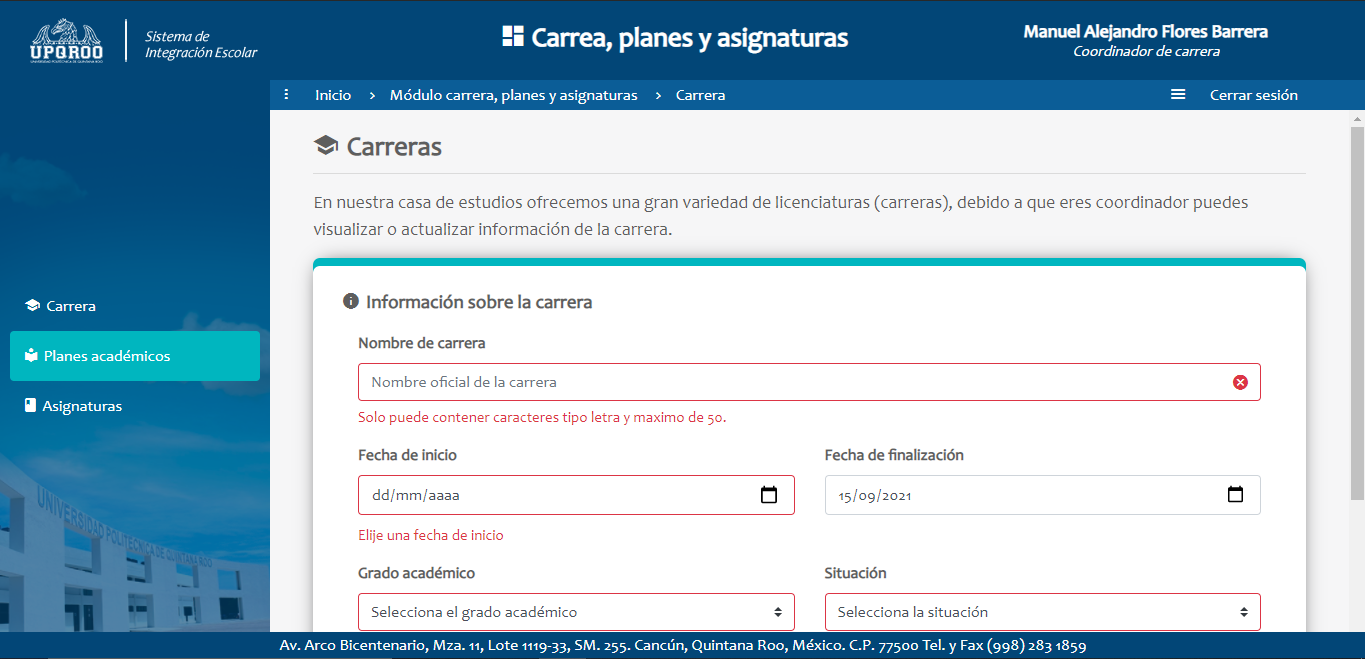 UPQROO
UNIVERSIDAD POLITÉCNICA DE QUINTANA ROO
Sistema de
Integración Escolar
Carrea, planes y asignaturas
Manuel Alejandro Flores Barrera
Coordinador de carrera
Inicio > Módulo carrera, planes y asignaturas > Carrera
Cerrar sesión
Carrera
Planes académicos
Asignaturas
UNIVERSIDAD POLITECNICA DE QUINTANA ROO
Carreras
En nuestra casa de estudios ofrecemos una gran variedad de licenciaturas (carreras), debido a que eres coordinador puedes
visualizar o actualizar información de la carrera.
Información sobre la carrera
Nombre de carrera
Nombre oficial de la carrera
Solo puede contener caracteres tipo letra y maximo de 50.
Fecha de inicio
Fecha de finalización
dd/mm/aaaa
15/09/2021
Elije una fecha de inicio
Grado académico
Situación
Selecciona el grado académico
Selecciona la situación
Av. Arco Bicentenario, Mza. 11, Lote 1119-33, SM. 255. Cancún, Quintana Roo, México. C.P. 77500 Tel. y Fax (998) 283 1859